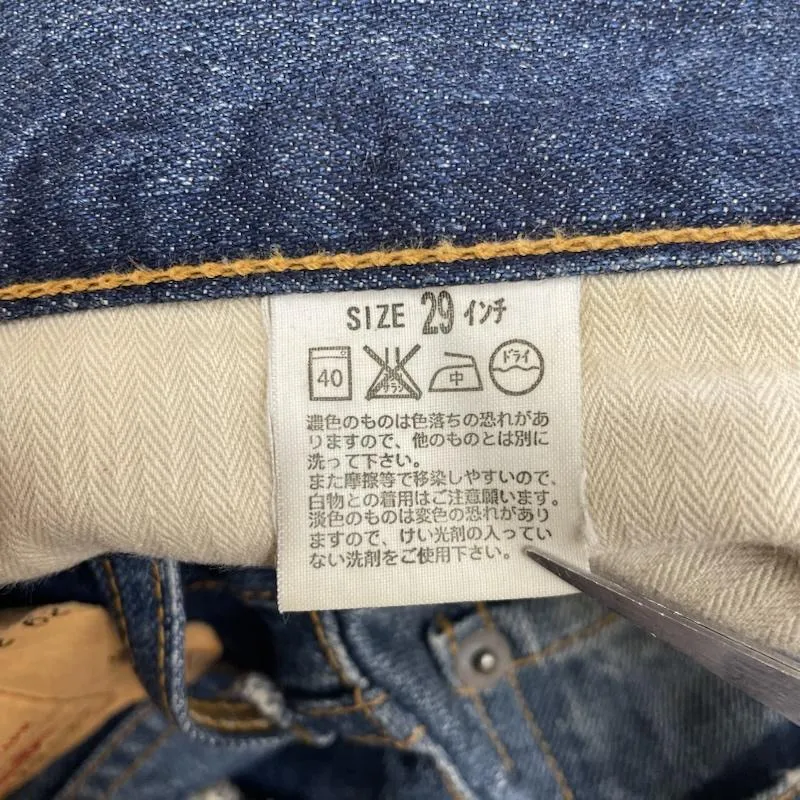 SIZE 29 インチ
40 サラシ 中 ドライ
濃色のものは色落ちの恐れがあ
りますので、他のものとは別に
洗って下さい。
また摩擦等で移染しやすいので、
白物との着用はご注意願います。
淡色のものは変色の恐れがあり
ますので、けい光剤の入ってい
ない洗剤をご使用下さい。